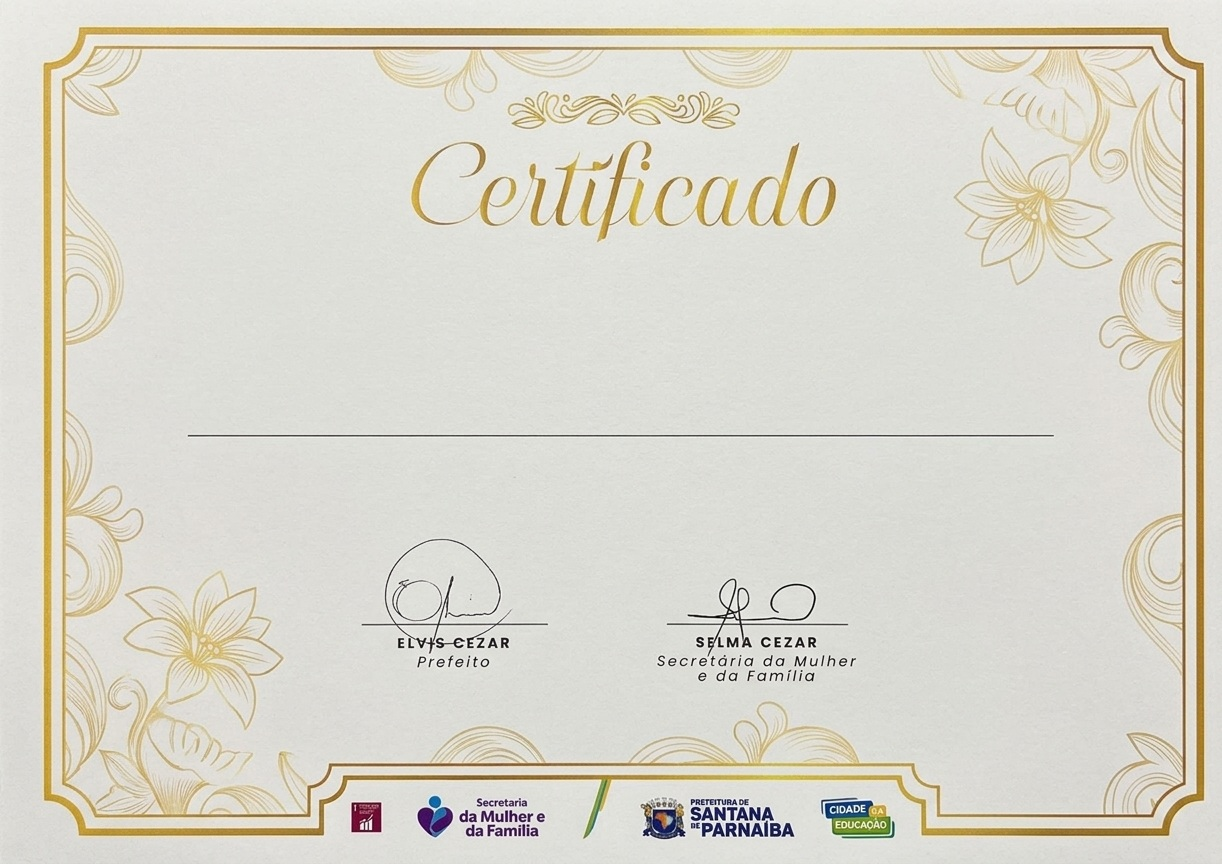 Certificado
ELVIS CEZAR
Prefeito
SELMA CEZAR
Secretária da Mulher
e da Família
Secretaria
da Mulher e
da Família
PREFEITURA DE
SANTANA
DE PARNAÍBA
CIDADE DA
EDUCAÇÃO